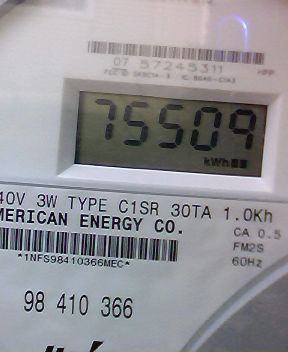 07 57245311
HPP
75509
kWh
40V 3W TYPE C1SR 30TA 1.0Kh
MERICAN ENERGY CO.
CA 0.5
*1NFS98410366MEC*
FM2S
60Hz
98 410 366